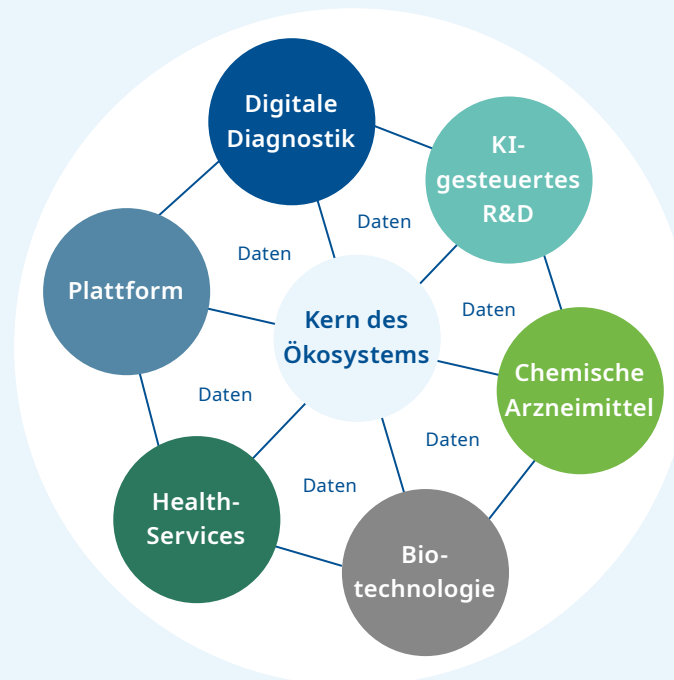 Digitale
Diagnostik
KI-
gesteuertes
R&D
Daten
Daten
Plattform
Kern des
Ökosystems
Daten
Chemische
Arzneimittel
Daten
Daten
Daten
Health-
Services
Bio-
technologie